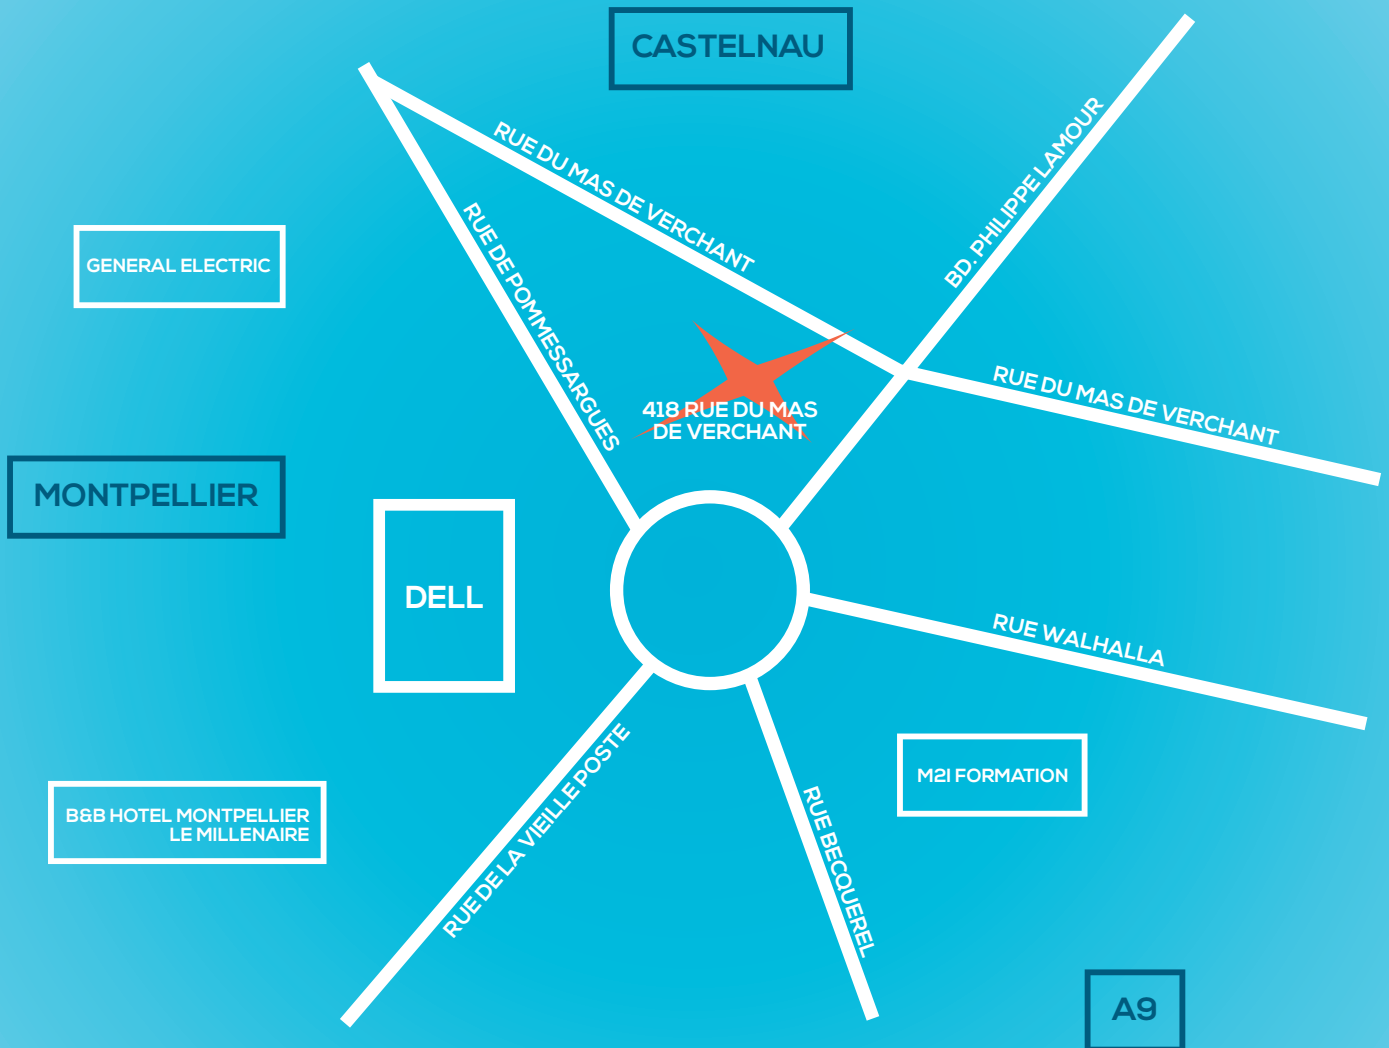 CASTELNAU
RUE DU MAS DE VERCHANT
BD. PHILIPPE LAMOUR
RUE DE POMMESSARGUES
GENERAL ELECTRIC
418 RUE DU MAS
DE VERCHANT
RUE DU MAS DE VERCHANT
MONTPELLIER
DELL
RUE WALHALLA
RUE DE LA VIEILLE POSTE
M2I FORMATION
B&B HOTEL MONTPELLIER
LE MILLENAIRE
RUE BECQUEREL
A9